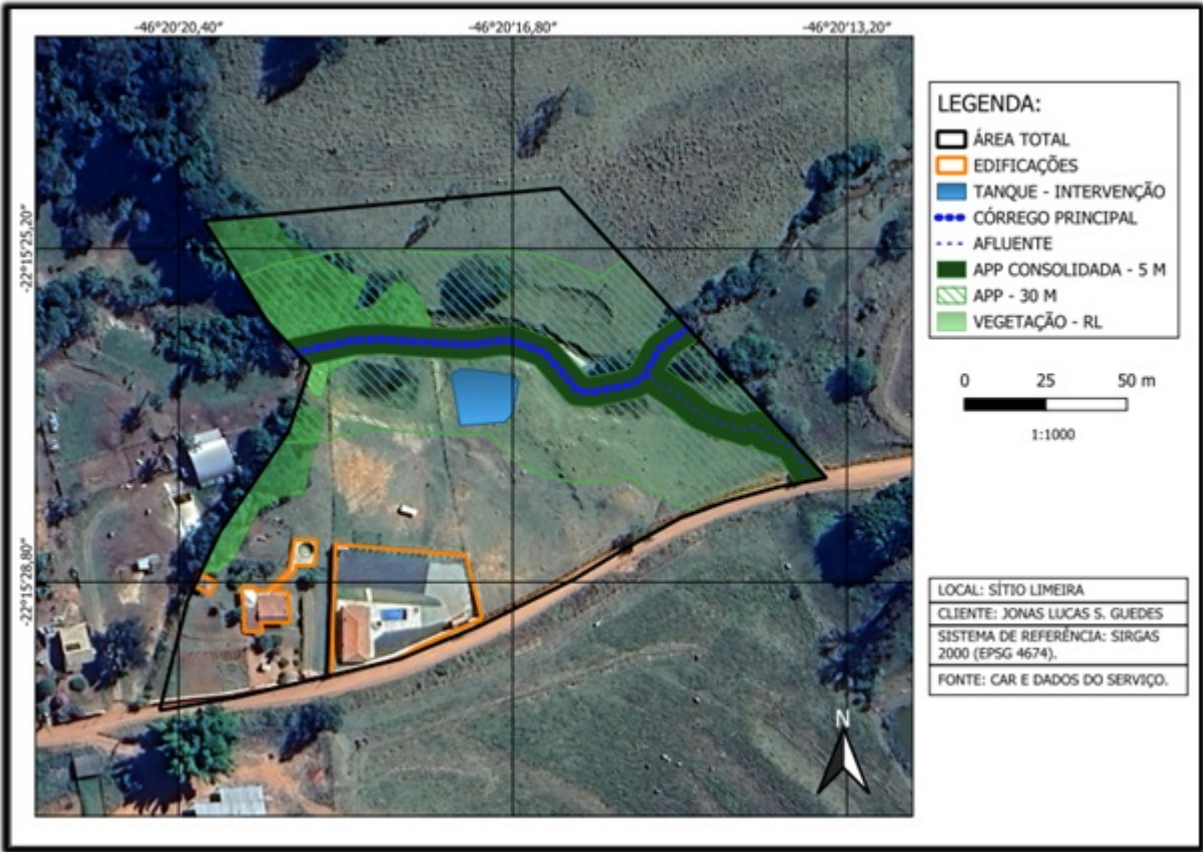 -46°20'20,40" -46°20'16,80" -46°20'13,20"
-22°15'25,20"
-22°15'28,80"
LEGENDA:
ÁREA TOTAL
EDIFICAÇÕES
TANQUE - INTERVENÇÃO
CÓRREGO PRINCIPAL
AFLUENTE
APP CONSOLIDADA - 5 M
APP - 30 M
VEGETAÇÃO - RL
0 25 50 m
1:1000
LOCAL: SÍTIO LIMEIRA
CLIENTE: JONAS LUCAS S. GUEDES
SISTEMA DE REFERÊNCIA: SIRGAS
2000 (EPSG 4674).
FONTE: CAR E DADOS DO SERVIÇO.
N